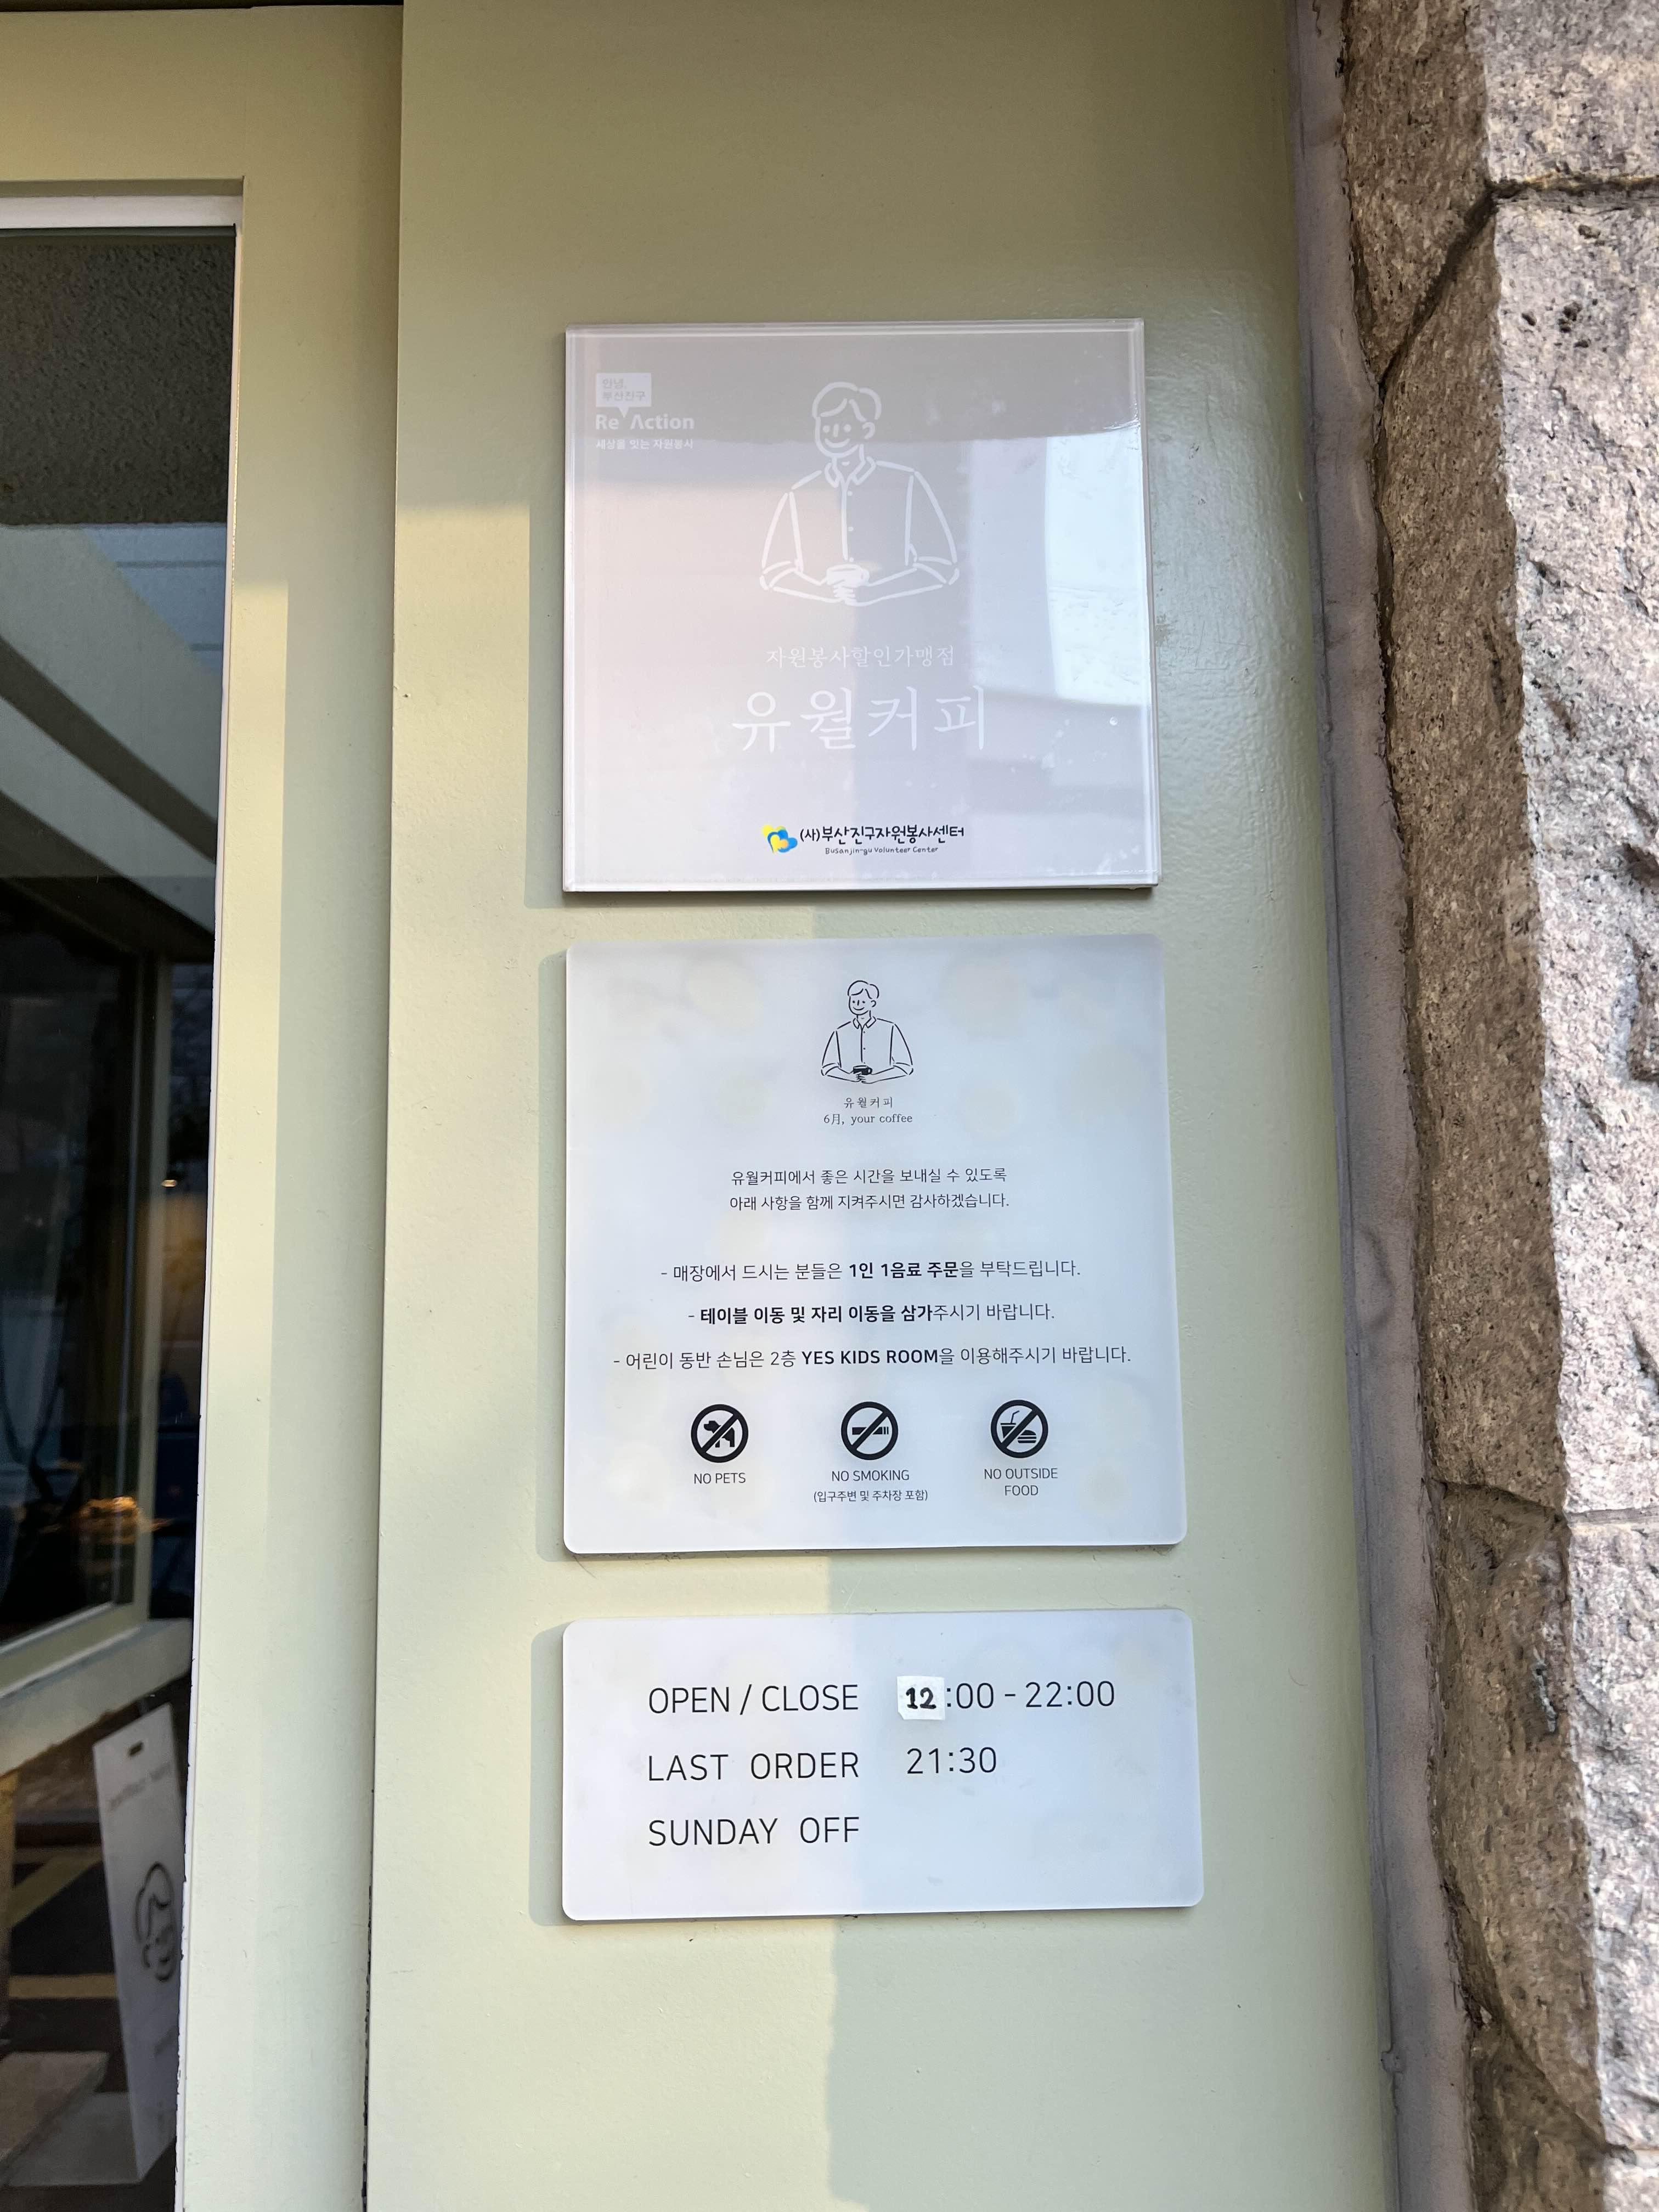 안녕,
부산진구
Re Action
세상을 잇는 자원봉사
자원봉사할인가맹점
유월커피
(사)부산진구자원봉사센터
Busanjin-gu Volunteer Center
유월커피
6月, your coffee
유월커피에서 좋은 시간을 보내실 수 있도록
아래 사항을 함께 지켜주시면 감사하겠습니다.
- 매장에서 드시는 분들은 1인 1음료 주문을 부탁드립니다.
- 테이블 이동 및 자리 이동을 삼가주시기 바랍니다.
- 어린이 동반 손님은 2층 YES KIDS ROOM을 이용해주시기 바랍니다.
NO PETS
NO SMOKING
(입구주변 및 주차장 포함)
NO OUTSIDE
FOOD
OPEN / CLOSE 12:00 - 22:00
LAST ORDER 21:30
SUNDAY OFF